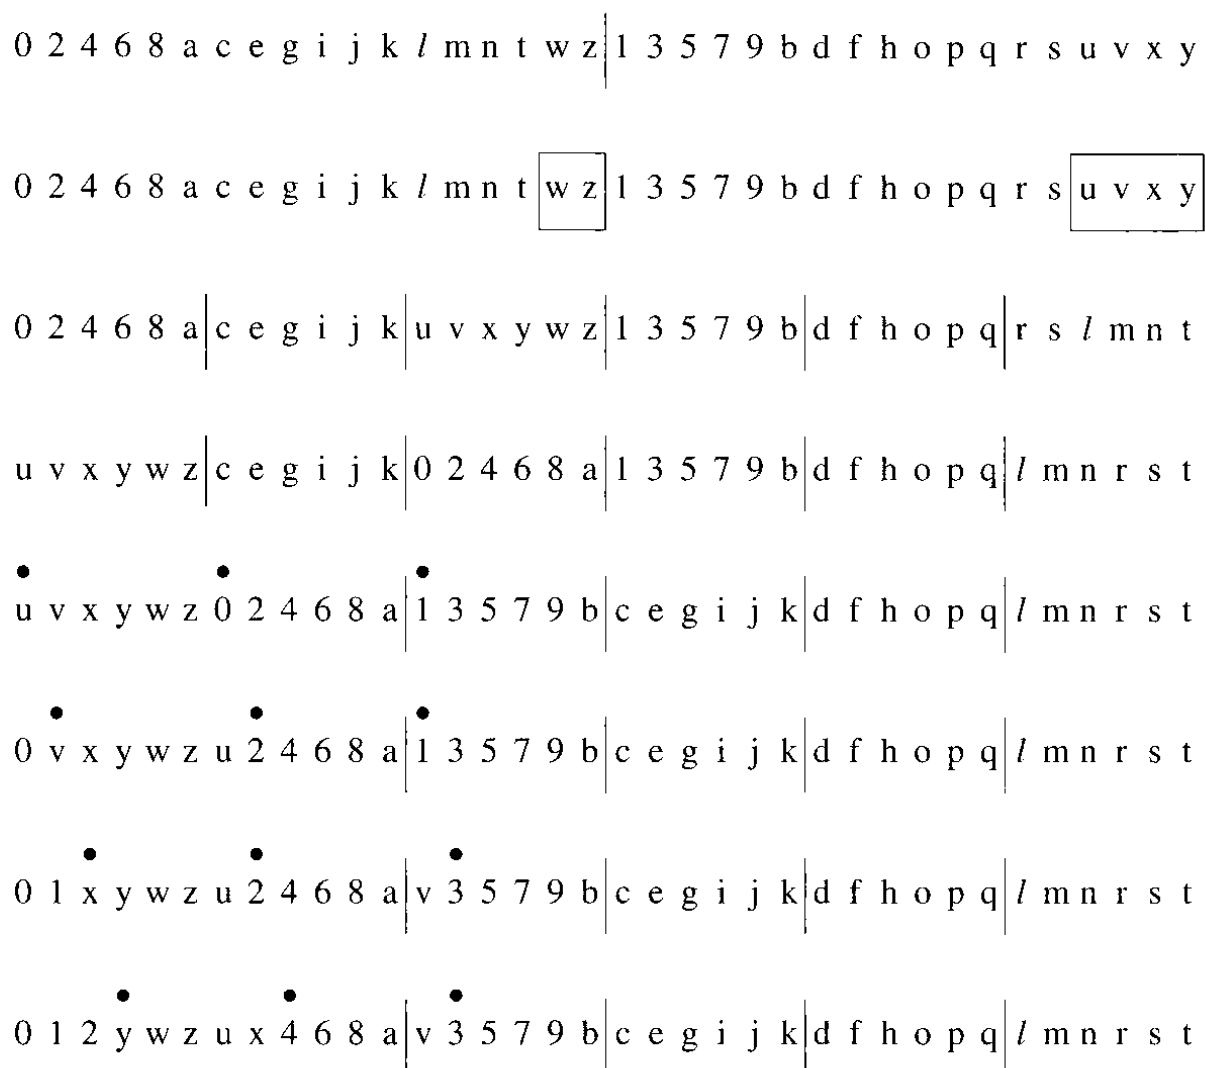 0 2 4 6 8 a c e g i j k l m n t w z 1 3 5 7 9 b d f h o p q r s u v x y
0 2 4 6 8 a c e g i j k l m n t w z 1 3 5 7 9 b d f h o p q r s u v x y
0 2 4 6 8 a c e g i j k u v x y w z 1 3 5 7 9 b d f h o p q r s l m n t
u v x y w z c e g i j k 0 2 4 6 8 a 1 3 5 7 9 b d f h o p q l m n r s t
u v x y w z 0 2 4 6 8 a 1 3 5 7 9 b c e g i j k d f h o p q l m n r s t
0 v x y w z u 2 4 6 8 a 1 3 5 7 9 b c e g i j k d f h o p q l m n r s t
0 1 x y w z u 2 4 6 8 a v 3 5 7 9 b c e g i j k d f h o p q l m n r s t
0 1 2 y w z u x 4 6 8 a v 3 5 7 9 b c e g i j k d f h o p q l m n r s t